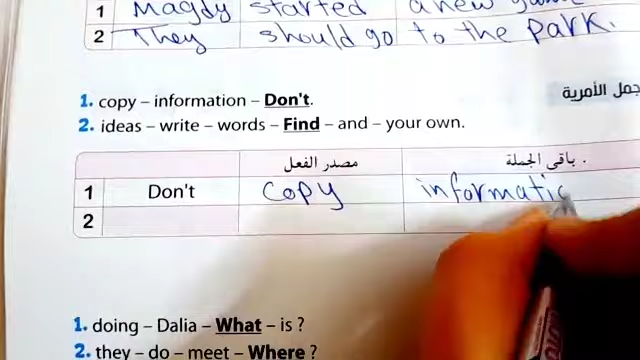 1 Magdy started a new game
2 They should go to the park.
جمل الأمرية
1. copy – information – Don't.
2. ideas – write – words – Find – and – your own.
مصدر الفعل باقى الجملة .
1 Don't copy informatio
2
1. doing – Dalia – What – is ?
2. they – do – meet – Where ?